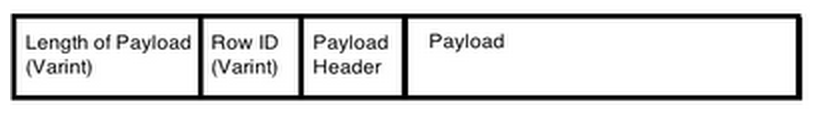 Length of Payload
(Varint)
Row ID
(Varint)
Payload
Header
Payload